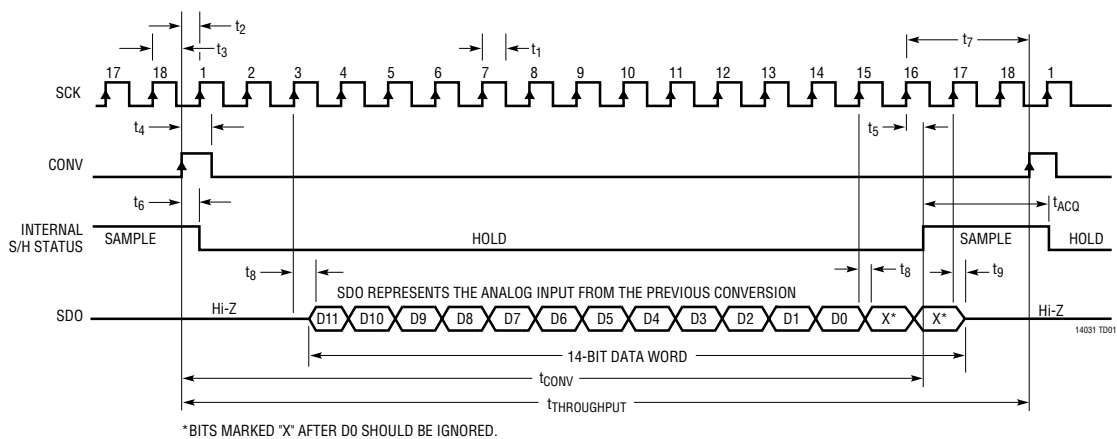 t2
t3
t1
t7
17 18 1 2 3 4 5 6 7 8 9 10 11 12 13 14 15 16 17 18 1
SCK
t4
t5
CONV
t6
tACQ
INTERNAL
S/H STATUS
SAMPLE HOLD SAMPLE HOLD
t8 t8 t9
SDO REPRESENTS THE ANALOG INPUT FROM THE PREVIOUS CONVERSION
SDO Hi-Z D11 D10 D9 D8 D7 D6 D5 D4 D3 D2 D1 D0 X* X* Hi-Z
14031 TD01
14-BIT DATA WORD
tCONV
tTHROUGHPUT
*BITS MARKED "X" AFTER D0 SHOULD BE IGNORED.